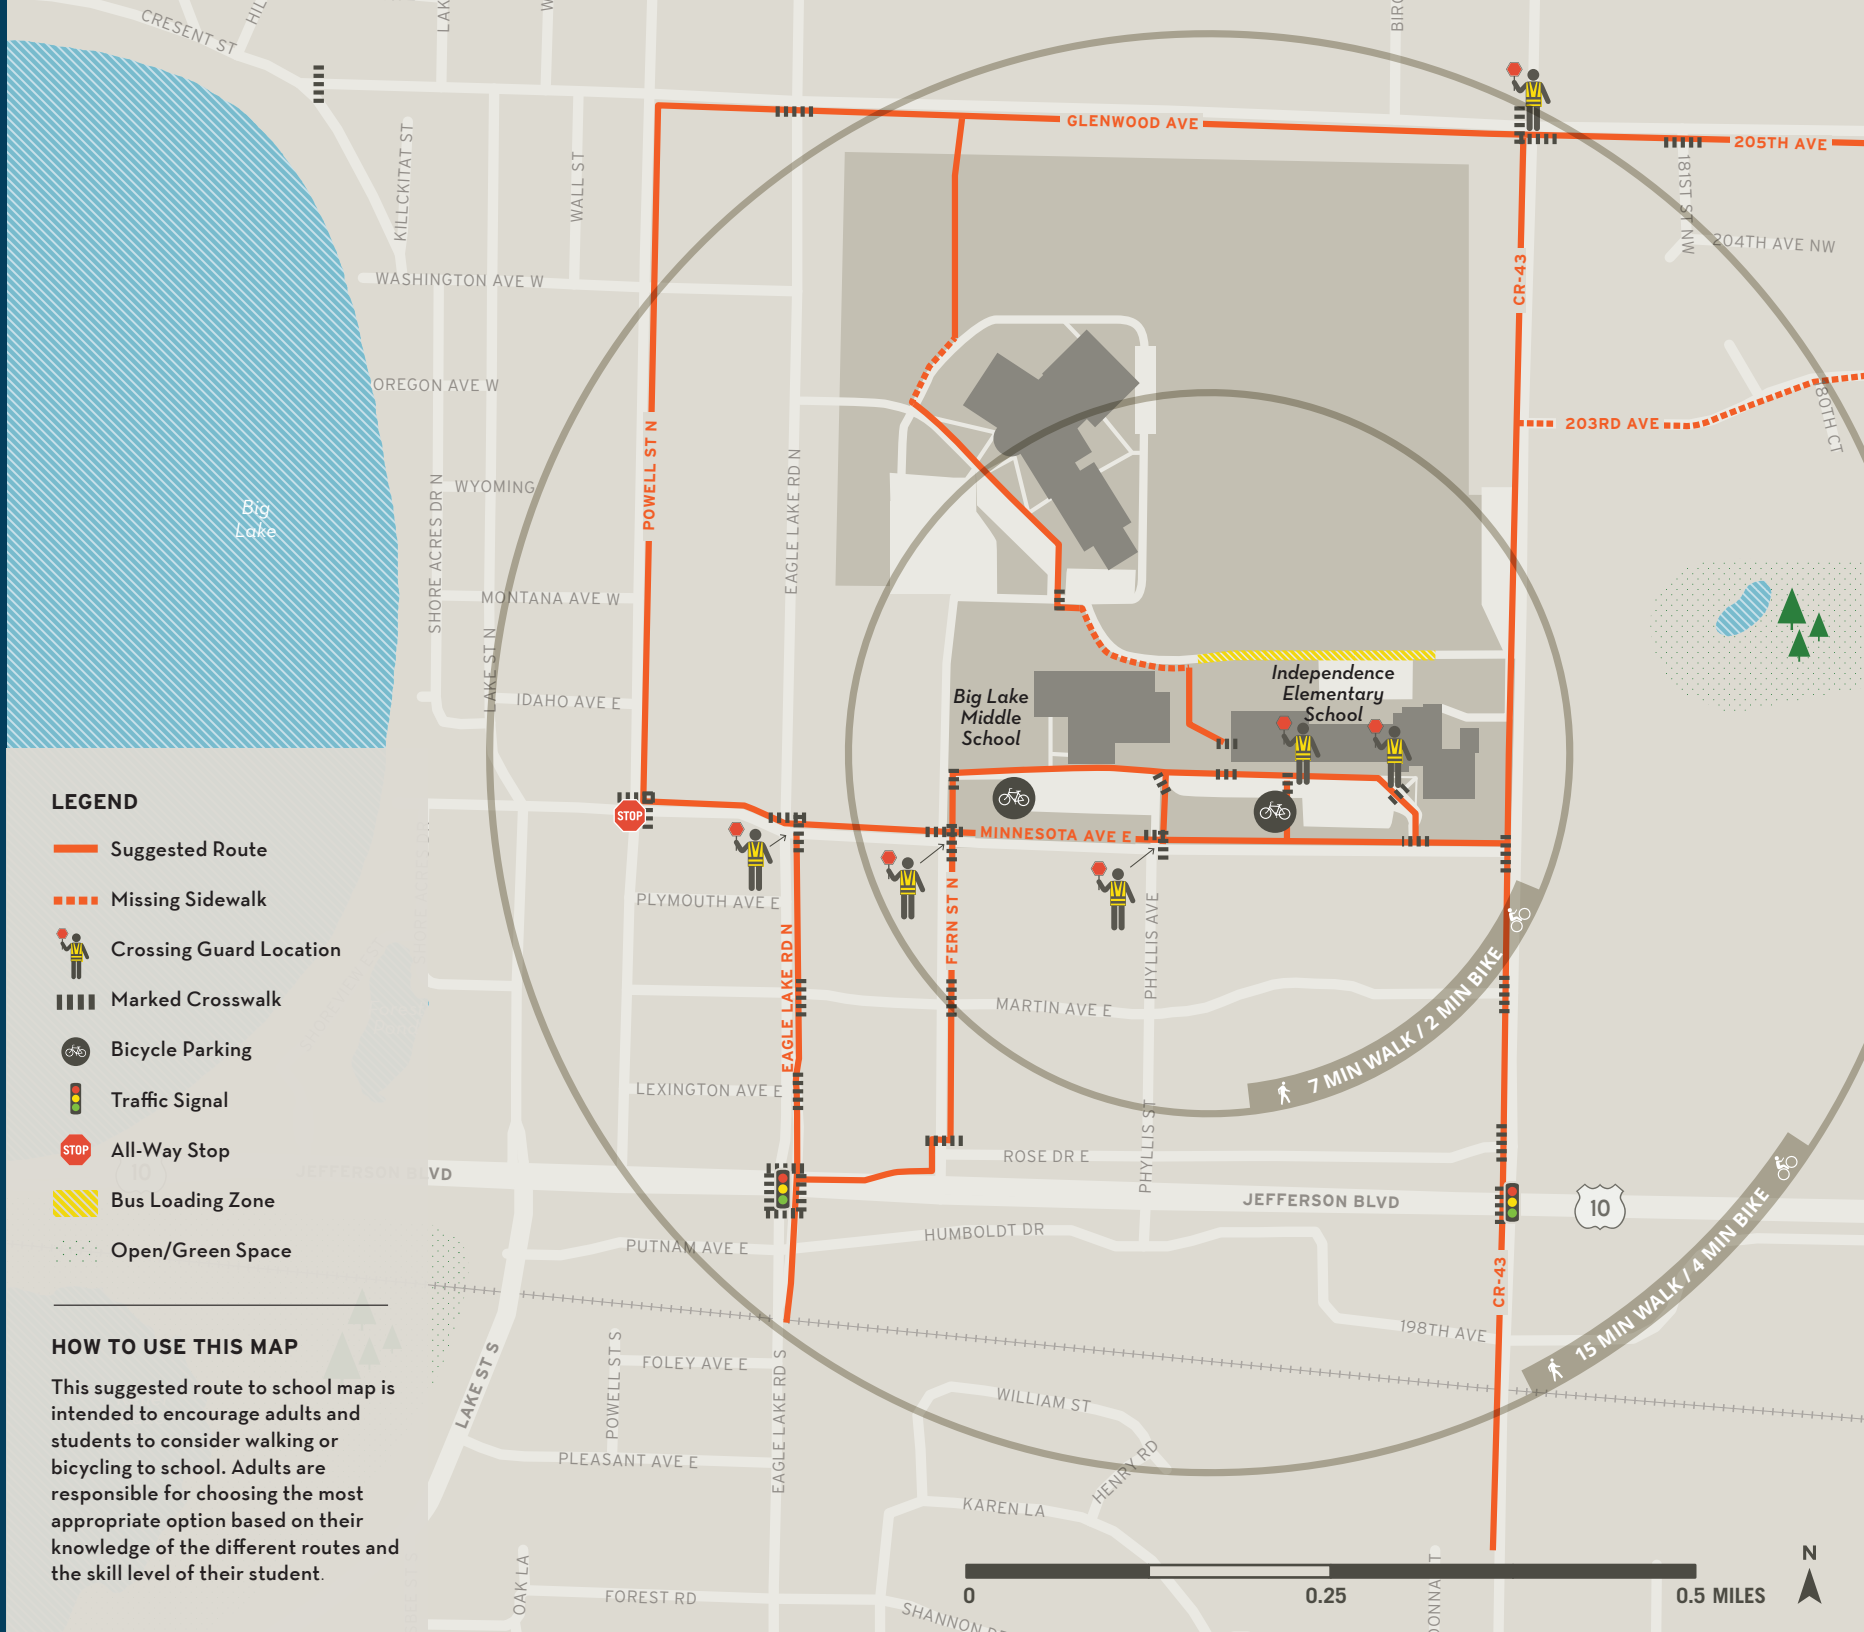 CRESENT ST
HIL
LAK
W
BIRC
GLENWOOD AVE
205TH AVE
KILLCKITAT ST
WALL ST
181ST ST NW
204TH AVE NW
WASHINGTON AVE W
CR-43
OREGON AVE W
203RD AVE
80TH CT
POWELL ST N
EAGLE LAKE RD N
SHORE ACRES DR N
WYOMING
Big
Lake
MONTANA AVE W
LAKE ST N
IDAHO AVE E
Big Lake
Middle
School
Independence
Elementary
School
STOP
MINNESOTA AVE E
PLYMOUTH AVE E
EAGLE LAKE RD N
FERN ST N
PHYLLIS AVE
MARTIN AVE E
7 MIN WALK / 2 MIN BIKE
LEXINGTON AVE E
PHYLLIS ST
ROSE DR E
JEFFERSON BLVD
JEFFERSON BLVD
10
10
HUMBOLDT DR
PUTNAM AVE E
CR-43
15 MIN WALK / 4 MIN BIKE
198TH AVE
LAKE ST S
POWELL ST S
FOLEY AVE E
EAGLE LAKE RD S
WILLIAM ST
PLEASANT AVE E
HENRY RD
KAREN LA
OAK LA
FOREST RD
SHANNON D
DONNA T
0
0.25
0.5 MILES
N
LEGEND
Suggested Route
Missing Sidewalk
Crossing Guard Location
Marked Crosswalk
Bicycle Parking
Traffic Signal
STOP
All-Way Stop
Bus Loading Zone
Open/Green Space
HOW TO USE THIS MAP
This suggested route to school map is
intended to encourage adults and
students to consider walking or
bicycling to school. Adults are
responsible for choosing the most
appropriate option based on their
knowledge of the different routes and
the skill level of their student.